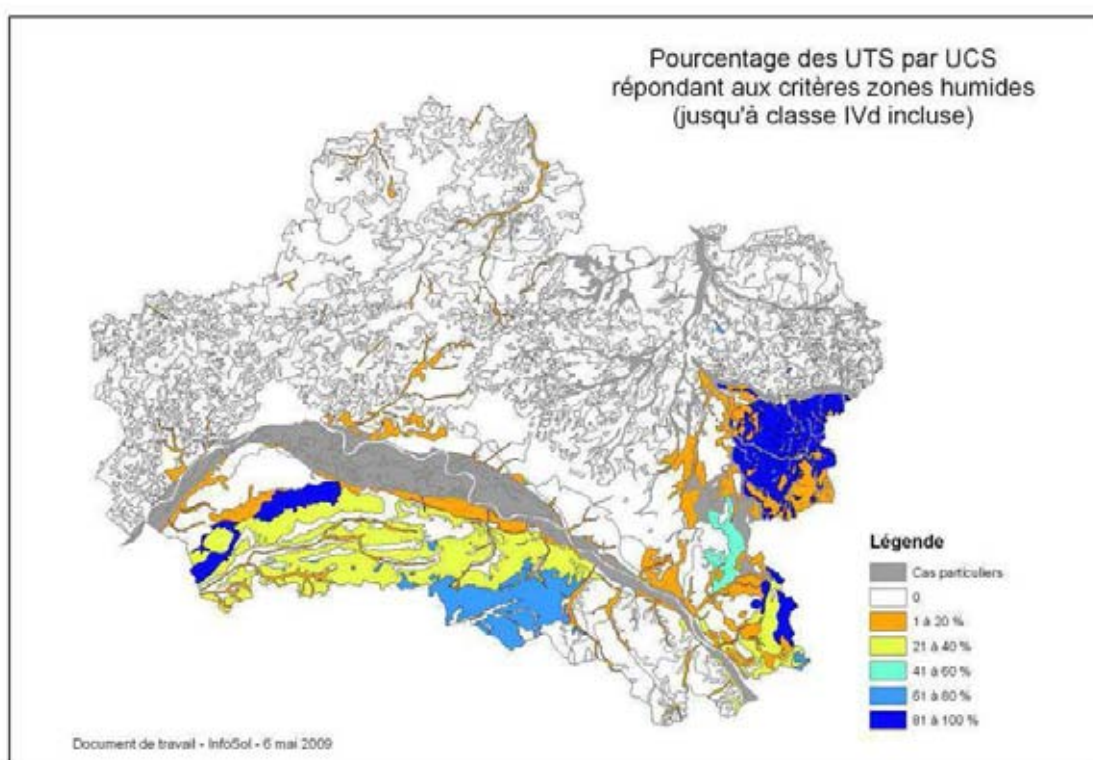 Pourcentage des UTS par UCS
répondant aux critères zones humides
(jusqu'à classe IVd incluse)
Légende
Cas particuliers
0
1 à 20 %
21 à 40 %
41 à 60 %
61 à 80 %
81 à 100 %
Document de travail - InfoSol - 6 mai 2009